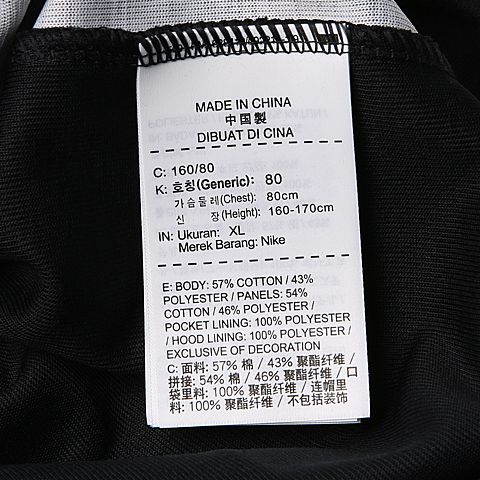 MADE IN CHINA
中国製
DIBUAT DI CINA
C: 160/80
K: 호칭(Generic): 80
가슴둘레(Chest): 80cm
신 장(Height): 160-170cm
IN: Ukuran: XL
Merek Barang: Nike
E: BODY: 57% COTTON / 43%
POLYESTER / PANELS: 54%
COTTON / 46% POLYESTER /
POCKET LINING: 100% POLYESTER
/ HOOD LINING: 100% POLYESTER /
EXCLUSIVE OF DECORATION
C: 面料: 57% 棉 / 43% 聚酯纤维 /
拼接: 54% 棉 / 46% 聚酯纤维 / 口
袋里料: 100% 聚酯纤维 / 连帽里
料: 100% 聚酯纤维 / 不包括装饰